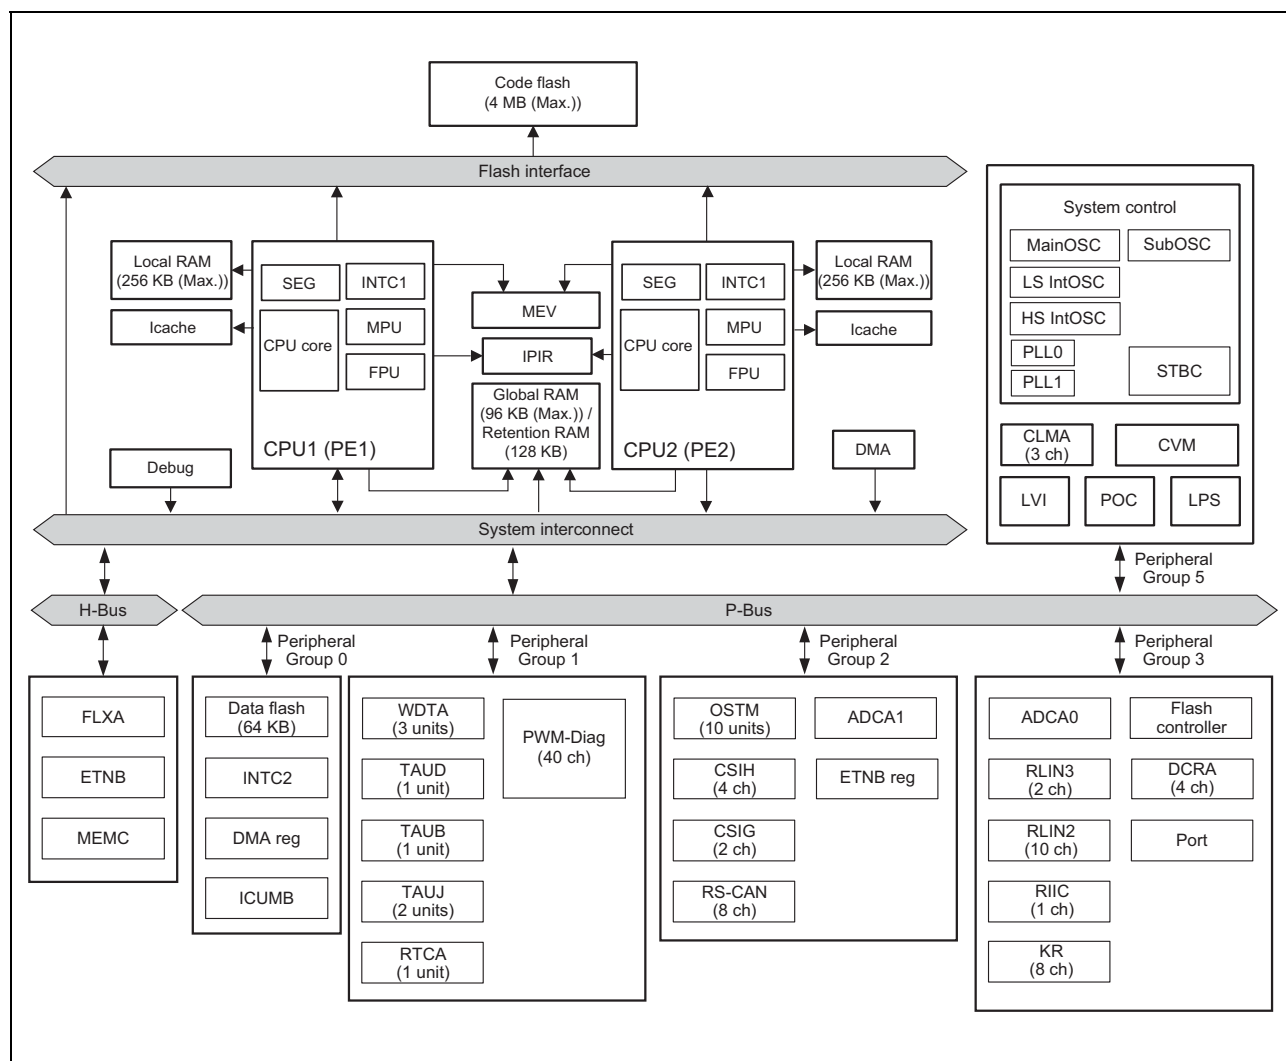 Code flash
(4 MB (Max.))
Flash interface
Local RAM
(256 KB (Max.))
Icache
SEG
INTC1
CPU core
MPU
FPU
CPU1 (PE1)
MEV
IPIR
Global RAM
(96 KB (Max.)) /
Retention RAM
(128 KB)
SEG
INTC1
CPU core
MPU
FPU
CPU2 (PE2)
Local RAM
(256 KB (Max.))
Icache
Debug
DMA
System interconnect
System control
MainOSC
SubOSC
LS IntOSC
HS IntOSC
PLL0
PLL1
STBC
CLMA
(3 ch)
CVM
LVI
POC
LPS
Peripheral
Group 5
H-Bus
P-Bus
Peripheral
Group 0
Peripheral
Group 1
Peripheral
Group 2
Peripheral
Group 3
FLXA
ETNB
MEMC
Data flash
(64 KB)
INTC2
DMA reg
ICUMB
WDTA
(3 units)
TAUD
(1 unit)
TAUB
(1 unit)
TAUJ
(2 units)
RTCA
(1 unit)
PWM-Diag
(40 ch)
OSTM
(10 units)
CSIH
(4 ch)
CSIG
(2 ch)
RS-CAN
(8 ch)
ADCA1
ETNB reg
ADCA0
RLIN3
(2 ch)
RLIN2
(10 ch)
RIIC
(1 ch)
KR
(8 ch)
Flash
controller
DCRA
(4 ch)
Port